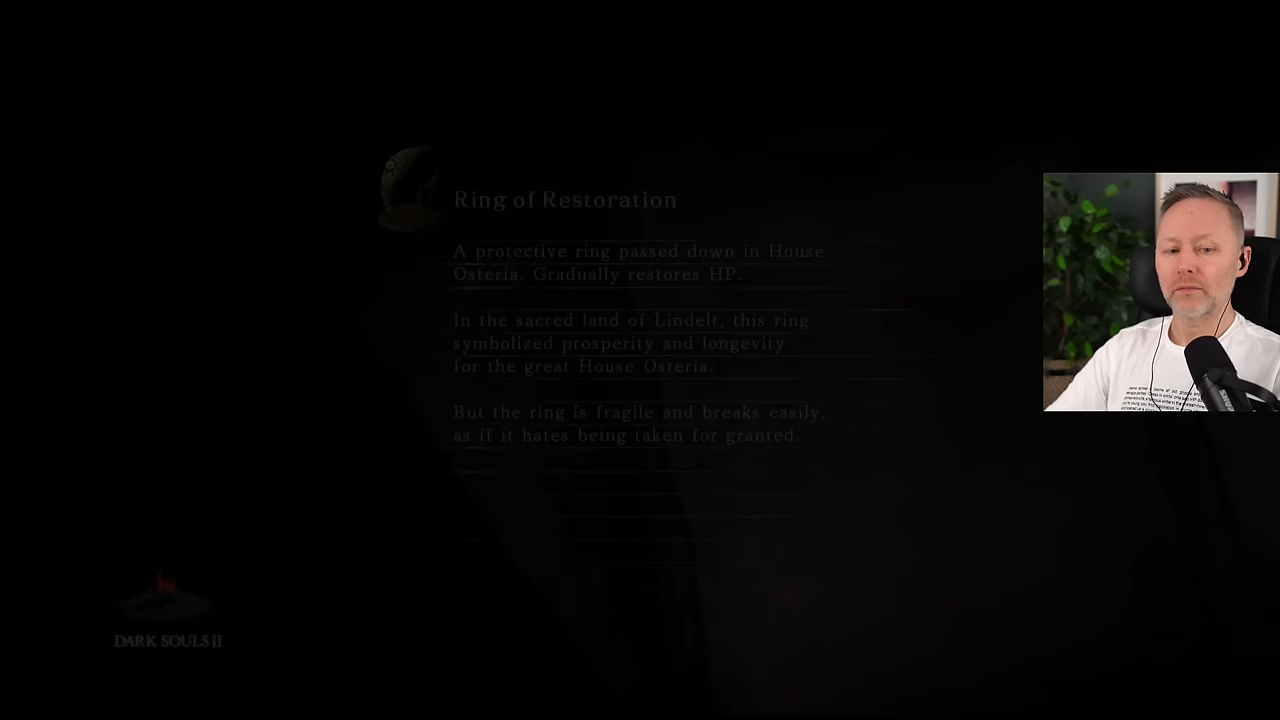 Ring of Restoration
A protective ring passed down in House
Osteria. Gradually restores HP.
In the sacred land of Lindelt, this ring
symbolized prosperity and longevity
for the great House Osteria.
But the ring is fragile and breaks easily,
as if it hates being taken for granted.
DARK SOULS II